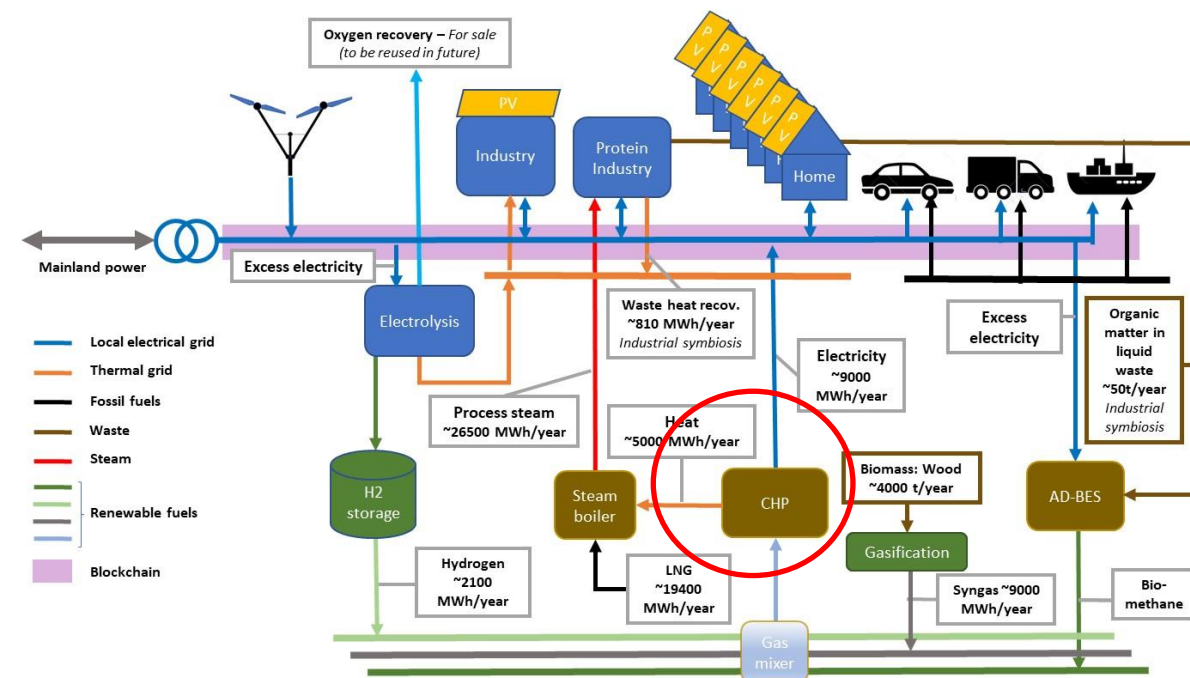 Oxygen recovery – For sale
(to be reused in future)
PV
Industry
Protein
Industry
P
V
P
V
P
V
P
V
P
V
P
V
H
Home
Mainland power
Excess electricity
Electrolysis
Waste heat recov.
~810 MWh/year
Industrial symbiosis
Excess
electricity
Organic
matter in
liquid
waste
~50t/year
Industrial
symbiosis
Local electrical grid
Thermal grid
Fossil fuels
Waste
Steam
Renewable fuels
Blockchain
Process steam
~26500 MWh/year
Electricity
~9000
MWh/year
Heat
~5000 MWh/year
H2
storage
Steam
boiler
CHP
Biomass: Wood
~4000 t/year
AD-BES
Gasification
Hydrogen
~2100
MWh/year
LNG
~19400
MWh/year
Syngas ~9000
MWh/year
Bio-
methane
Gas
mixer